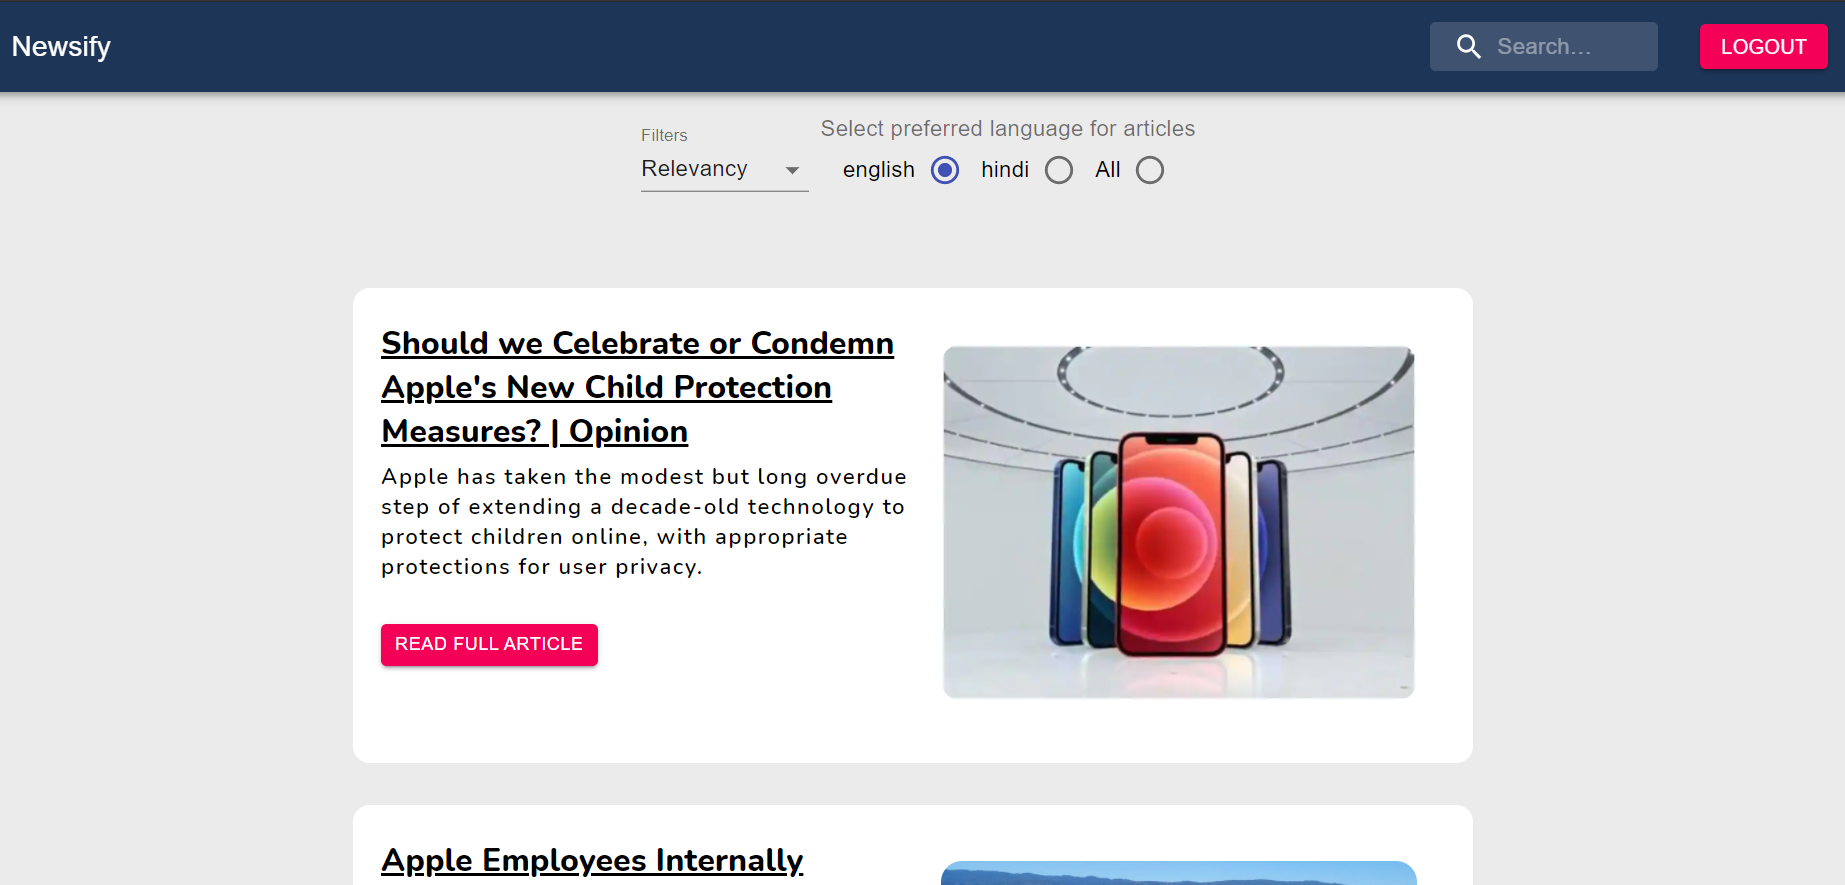 Newsify
Search...
LOGOUT
Filters
Relevancy
Select preferred language for articles
english hindi All
Should we Celebrate or Condemn
Apple's New Child Protection
Measures? | Opinion
Apple has taken the modest but long overdue
step of extending a decade-old technology to
protect children online, with appropriate
protections for user privacy.
READ FULL ARTICLE
Apple Employees Internally